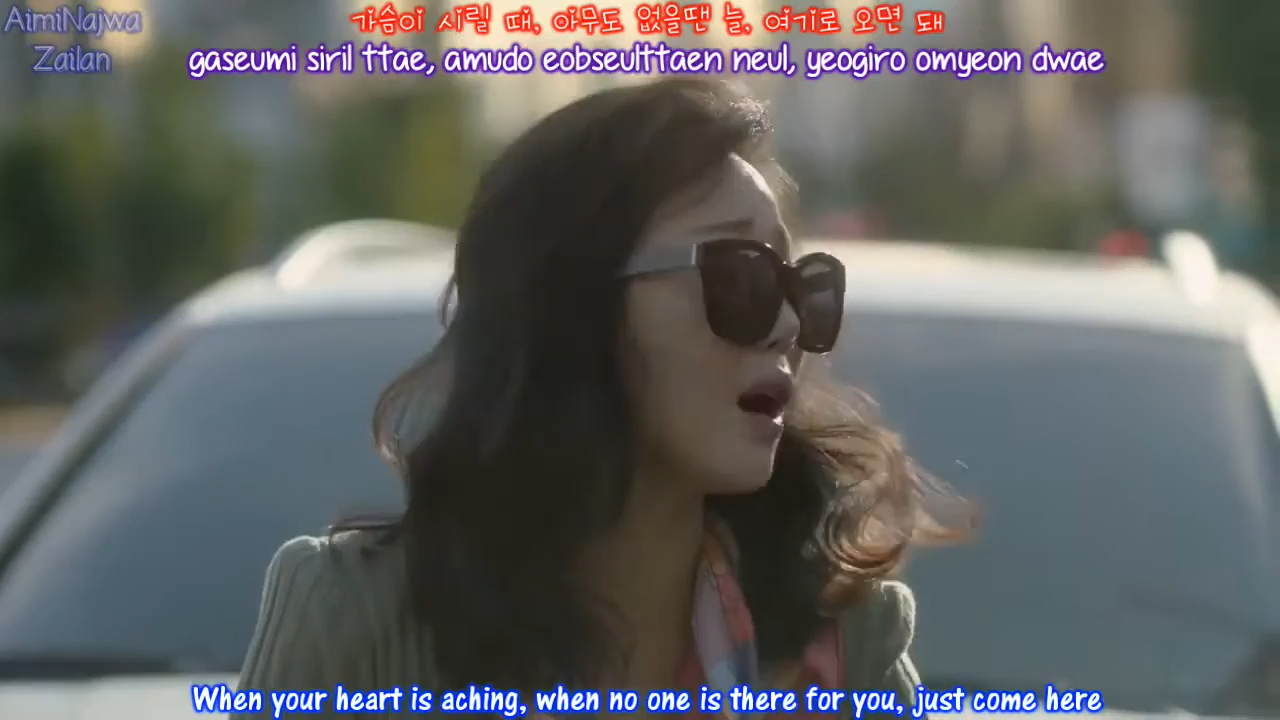 AimiNajwa
Zailan
가슴이 시릴 때, 아무도 없을땐 늘, 여기로 오면 돼
gaseumi siril ttae, amudo eobseulttaen neul, yeogiro omyeon dwae
When your heart is aching, when no one is there for you, just come here